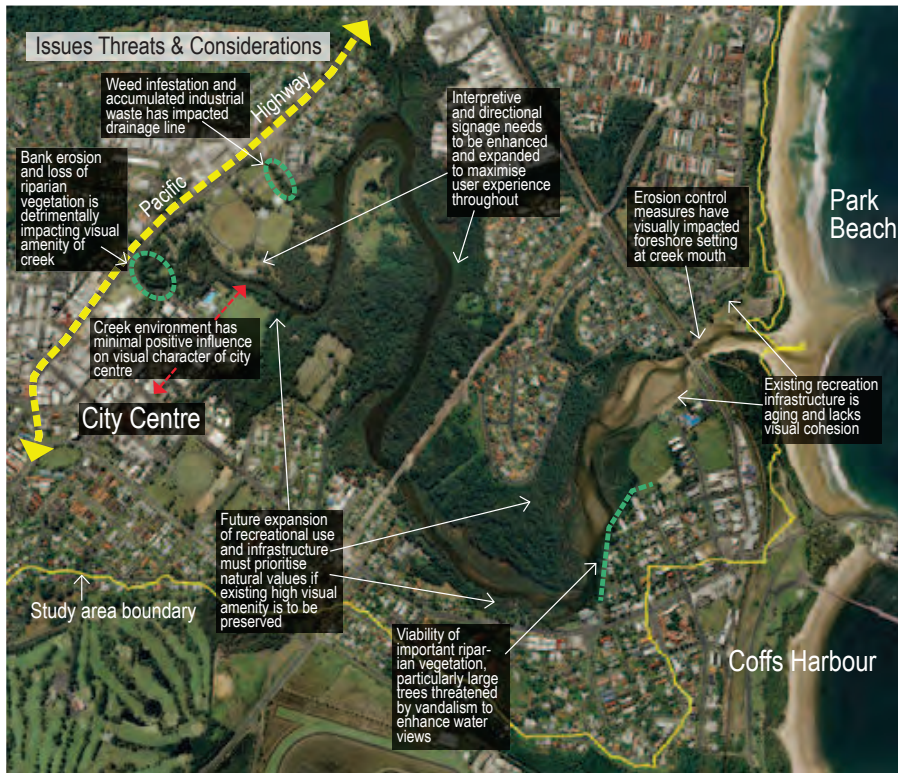 Issues Threats & Considerations
Weed infestation and
accumulated industrial
waste has impacted
drainage line
Pacific
Highway
Interpretive
and directional
signage needs
to be enhanced
and expanded
to maximise
user experience
throughout
Bank erosion
and loss of
riparian
vegetation is
detrimentally
impacting visual
amenity of
creek
Erosion control
measures have
visually impacted
foreshore setting
at creek mouth
Park
Beach
Creek environment has
minimal positive influence
on visual character of city
centre
City Centre
Existing recreation
infrastructure is
aging and lacks
visual cohesion
Future expansion
of recreational use
and infrastructure
must prioritise
natural values if
existing high visual
amenity is to be
preserved
Study area boundary
Viability of
important ripar-
ian vegetation,
particularly large
trees threatened
by vandalism to
enhance water
views
Coffs Harbour